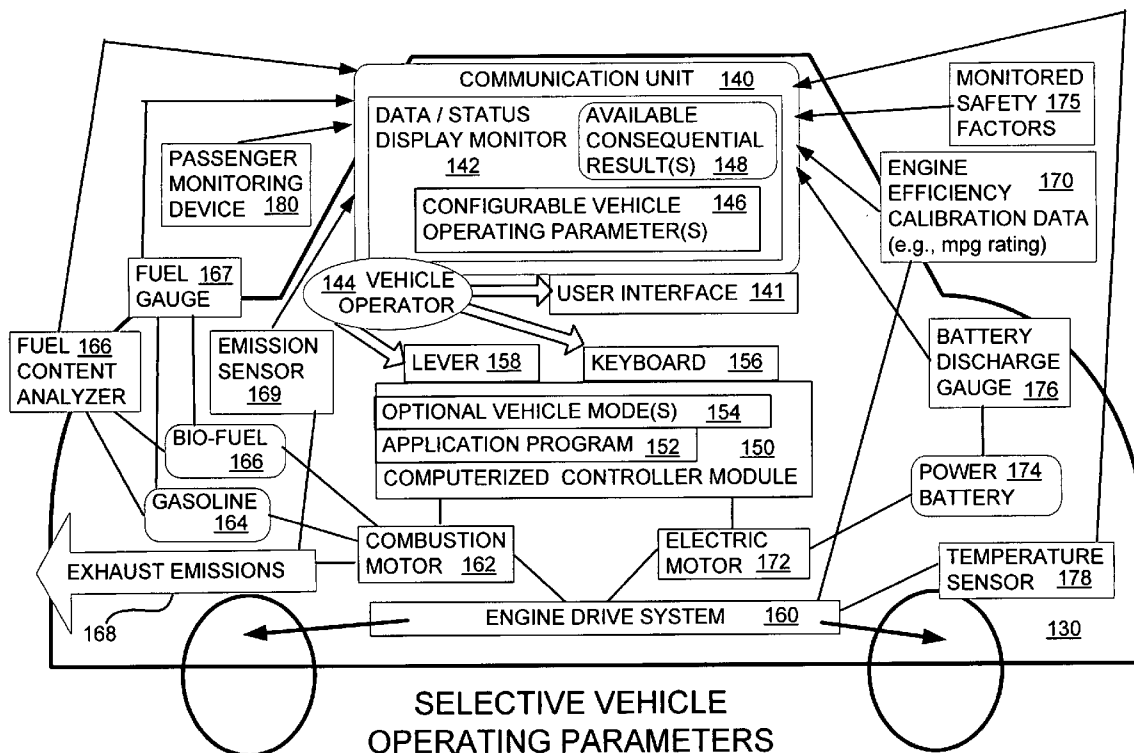 COMMUNICATION UNIT 140
DATA / STATUS
DISPLAY MONITOR
142
AVAILABLE
CONSEQUENTIAL
RESULT(S) 148
CONFIGURABLE VEHICLE 146
OPERATING PARAMETER(S)
MONITORED
SAFETY 175
FACTORS
PASSENGER
MONITORING
DEVICE 180
ENGINE 170
EFFICIENCY
CALIBRATION DATA
(e.g., mpg rating)
FUEL 167
GAUGE
144 VEHICLE
OPERATOR
USER INTERFACE 141
FUEL 166
CONTENT
ANALYZER
EMISSION
SENSOR
169
LEVER 158
KEYBOARD 156
BATTERY
DISCHARGE
GAUGE
176
OPTIONAL VEHICLE MODE(S) 154
APPLICATION PROGRAM 152
150
COMPUTERIZED CONTROLLER MODULE
BIO-FUEL
166
GASOLINE
164
POWER 174
BATTERY
EXHAUST EMISSIONS
168
COMBUSTION
MOTOR 162
ELECTRIC
MOTOR 172
TEMPERATURE
SENSOR 178
ENGINE DRIVE SYSTEM 160
130
SELECTIVE VEHICLE
OPERATING PARAMETERS